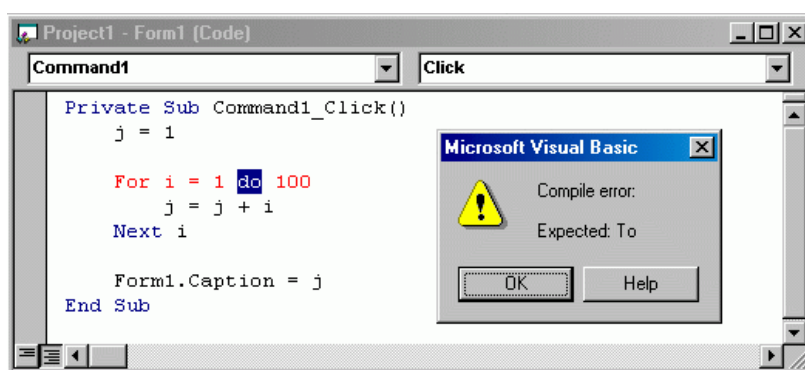 Project1 - Form1 (Code)
Command1 Click
Private Sub Command1_Click()
j = 1
For i = 1 do 100
j = j + i
Next i
Form1.Caption = j
End Sub
Microsoft Visual Basic
Compile error:
Expected: To
OK Help